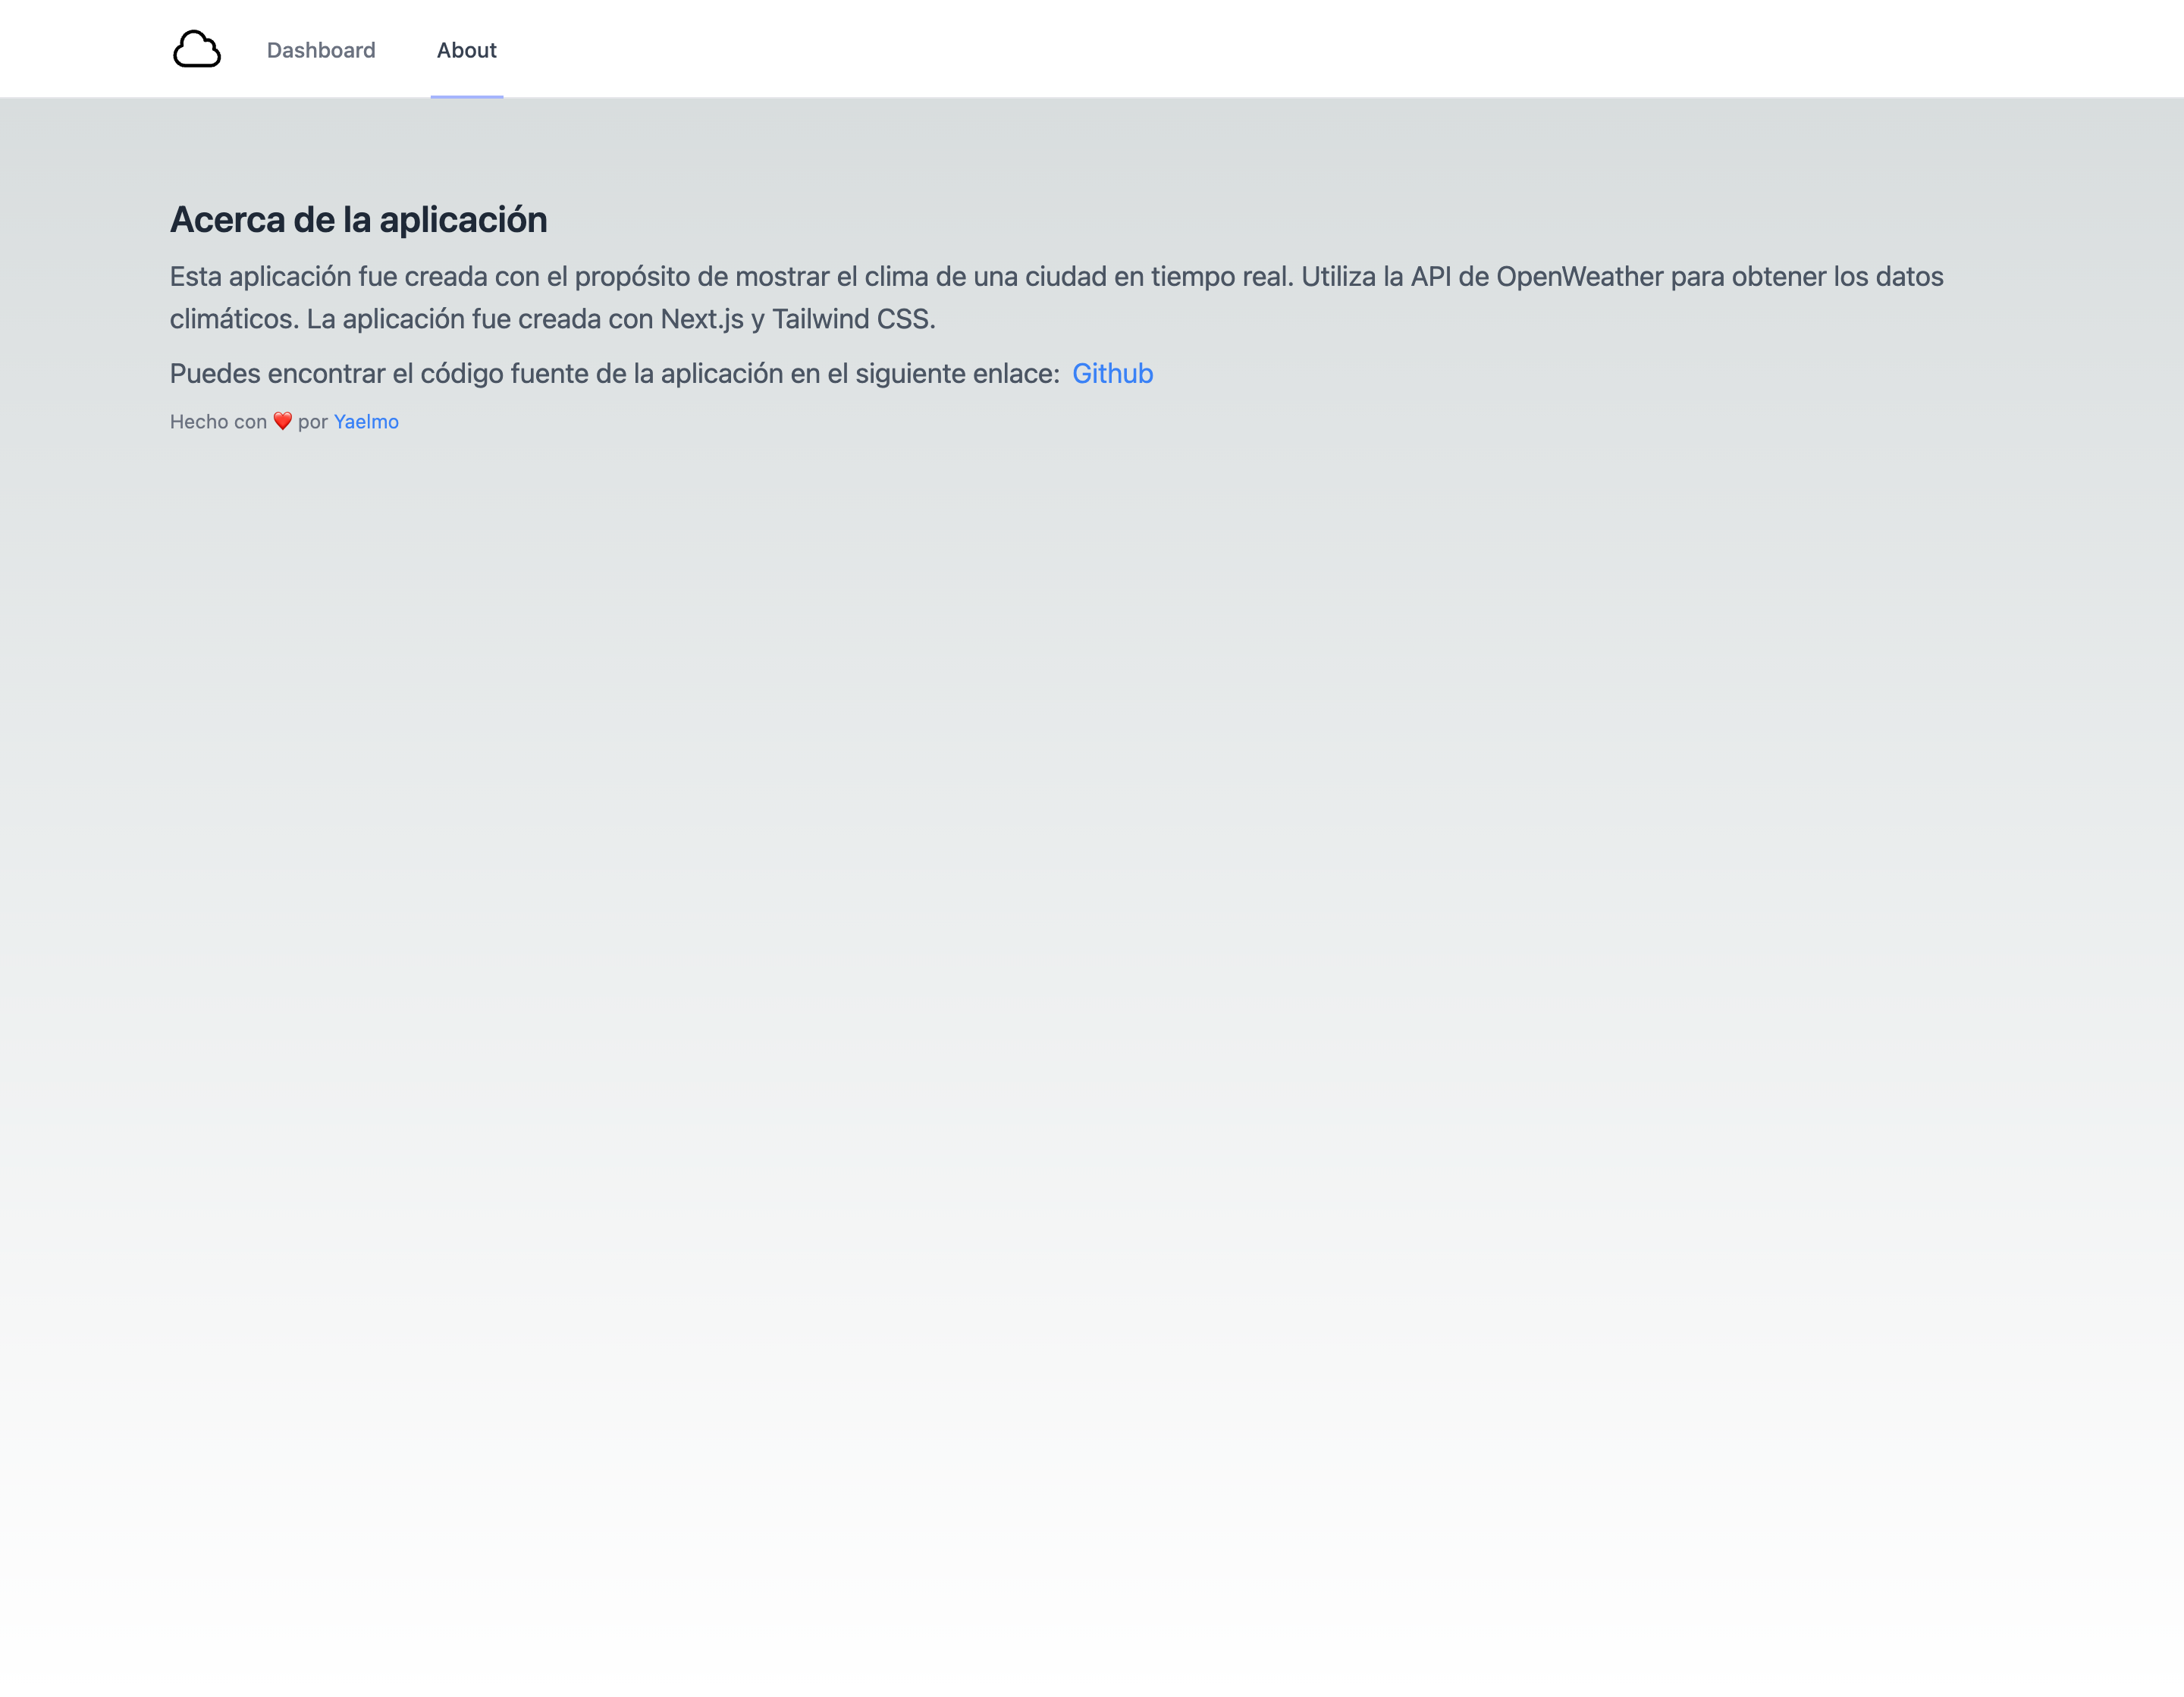 Dashboard About
Acerca de la aplicación
Esta aplicación fue creada con el propósito de mostrar el clima de una ciudad en tiempo real. Utiliza la API de OpenWeather para obtener los datos
climáticos. La aplicación fue creada con Next.js y Tailwind CSS.
Puedes encontrar el código fuente de la aplicación en el siguiente enlace: Github
Hecho con ❤️ por Yaelmo